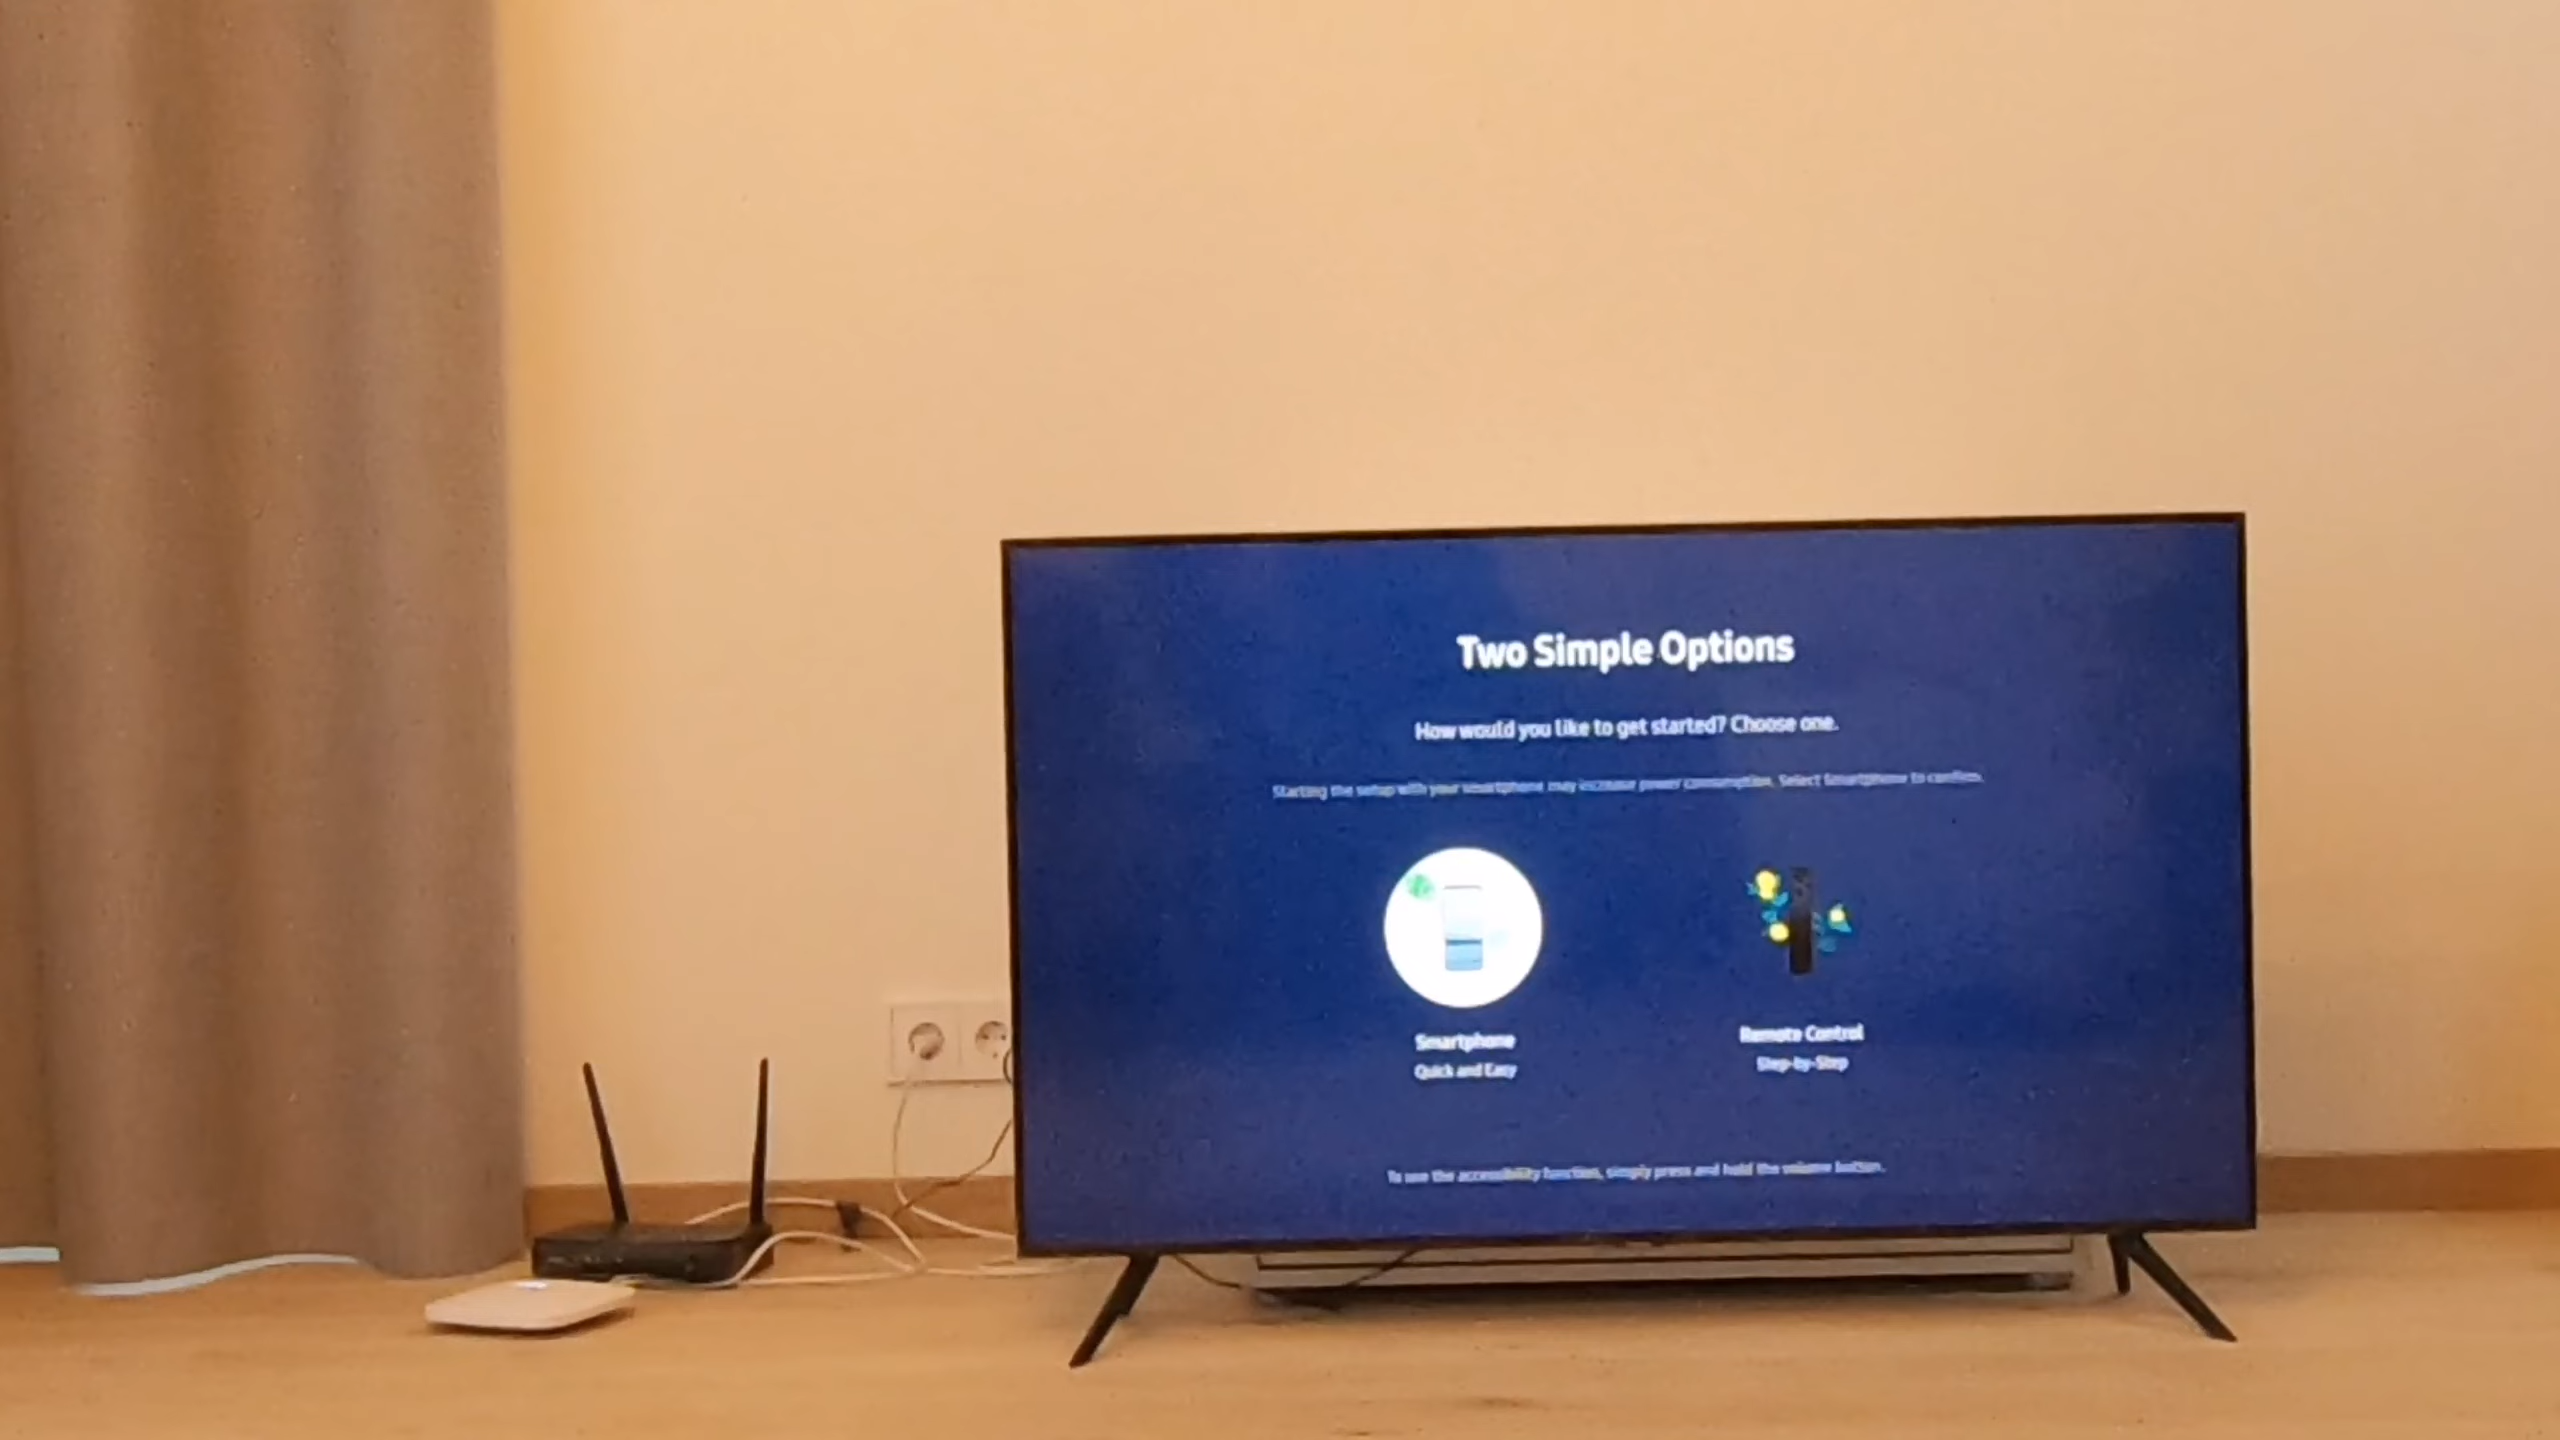 Two Simple Options
How would you like to get started? Choose one.
Starting the setup with your smartphone may increase power consumption. Select Smartphone to confirm.
Smartphone
Quick and Easy
Remote Control
Step-by-Step
To use the accessibility function, simply press and hold the volume button.